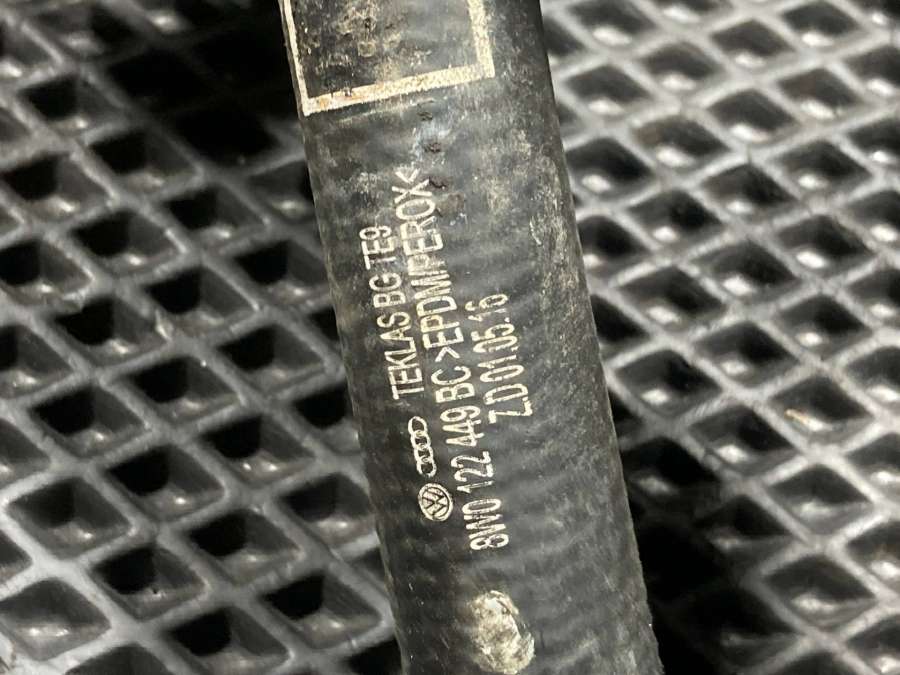 TEKLAS BG TE9
8W0 122 449 BC >EPDM/PEROX<
Z.D 01.05.16